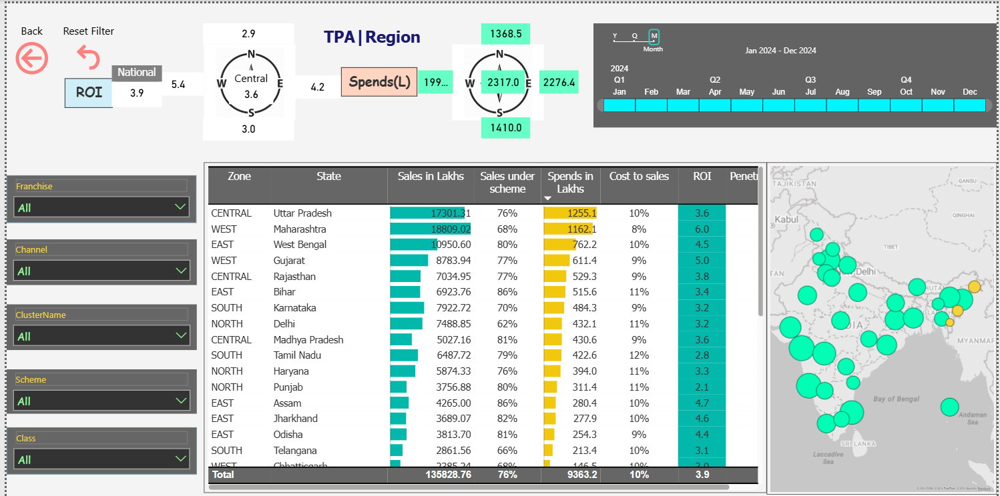 Back
Reset Filter
ROI
National
3.9
5.4
2.9
N
W
Central
E
3.6
S
3.0
4.2
TPA|Region
Spends(L)
199...
1368.5
N
W
2317.0
E
2276.4
S
1410.0
Y Q M
Month
Jan 2024 - Dec 2024
2024
Q1 Q2 Q3 Q4
Jan Feb Mar Apr May Jun Jul Aug Sep Oct Nov Dec
Franchise
All
Channel
All
ClusterName
All
Scheme
All
Class
All
Zone State Sales in Lakhs Sales under scheme Spends in Lakhs Cost to sales ROI Penetr
CENTRAL Uttar Pradesh 17301.31 76% 1255.1 10% 3.6
WEST Maharashtra 18809.02 68% 1162.1 8% 6.0
EAST West Bengal 10950.60 80% 762.2 10% 4.5
WEST Gujarat 8783.94 77% 611.4 9% 5.0
CENTRAL Rajasthan 7034.95 77% 529.3 9% 3.8
EAST Bihar 6923.76 86% 515.6 11% 3.4
SOUTH Karnataka 7922.72 70% 484.3 9% 3.2
NORTH Delhi 7488.85 62% 432.1 11% 3.2
CENTRAL Madhya Pradesh 5027.16 81% 430.6 9% 3.6
SOUTH Tamil Nadu 6487.72 79% 422.6 12% 2.8
NORTH Haryana 5874.33 76% 394.0 11% 3.3
NORTH Punjab 3756.88 80% 311.4 11% 2.1
EAST Assam 4265.00 86% 280.4 10% 4.7
EAST Jharkhand 3689.07 82% 277.9 10% 4.6
EAST Odisha 3813.70 81% 254.3 9% 4.4
SOUTH Telangana 2861.56 66% 213.4 10% 3.1
WEST Chhattisgarh 2385.24 68% 146.5 10%
Total 135828.76 76% 9363.2 10% 3.9
TAJIKISTAN
GANSU
Kabul
QINGHAI
TIBET
Delhi
MYANMAR
Bay of Bengal
Andaman
Sea
SRI LANKA
Laccadive
Sea